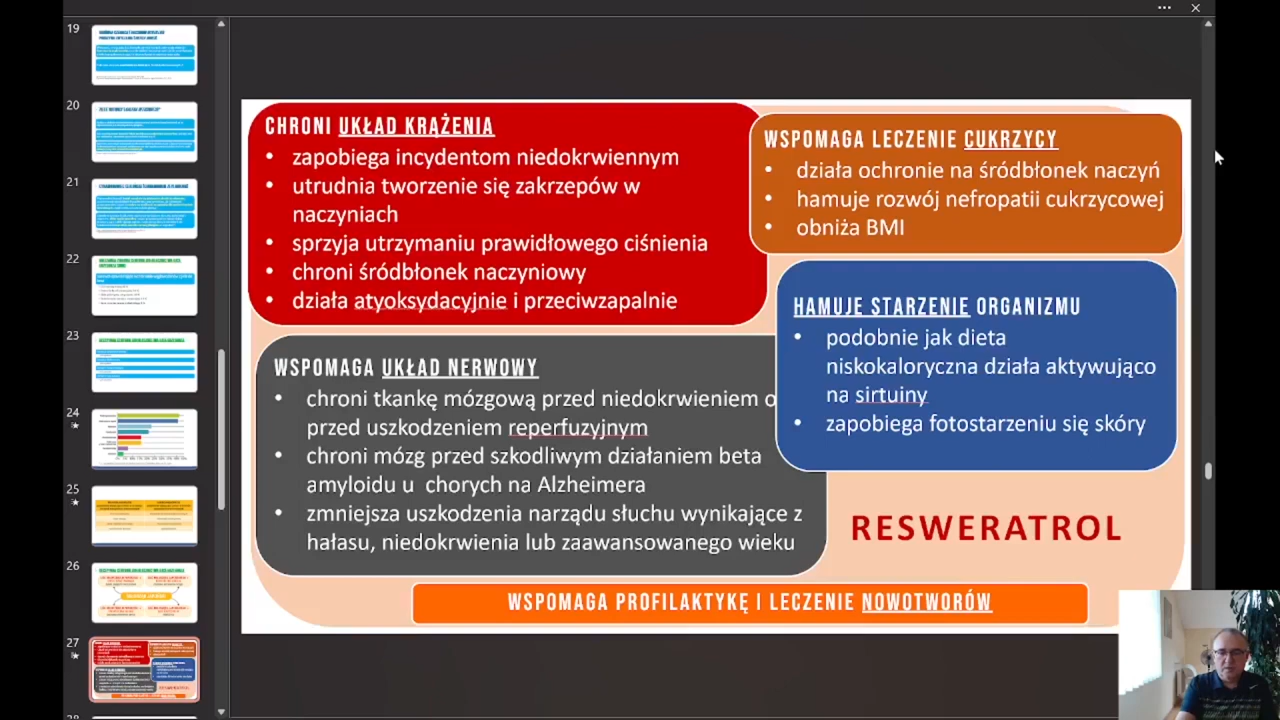 19
20
21
22
23
24
25
26
27
CHRONI UKŁAD KRĄŻENIA
• zapobiega incydentom niedokrwiennym
• utrudnia tworzenie się zakrzepów w
naczyniach
• sprzyja utrzymaniu prawidłowego ciśnienia
• chroni śródbłonek naczyniowy
• działa atyoksydacyjnie i przeciwzapalnie
WSPOMAGA LECZENIE CUKRZYCY
• działa ochronie na śródbłonek naczyń
• hamuje rozwój nefropatii cukrzycowej
• obniża BMI
WSPOMAGA UKŁAD NERWOWY
• chroni tkankę mózgową przed niedokrwieniem o
przed uszkodzeniem reperfuzyjnym
• chroni mózg przed szkodliwym działaniem beta
amyloidu u chorych na Alzheimera
• zmniejsza uszkodzenia narządu słuchu wynikające z
hałasu, niedokrwienia lub zaawansowanego wieku
HAMUJE STARZENIE ORGANIZMU
• podobnie jak dieta
niskokaloryczna działa aktywująco
na sirtuiny
• zapobiega fotostarzeniu się skóry
RESWERATROL
WSPOMAGA PROFILAKTYKĘ I LECZENIE NOWOTWORÓW